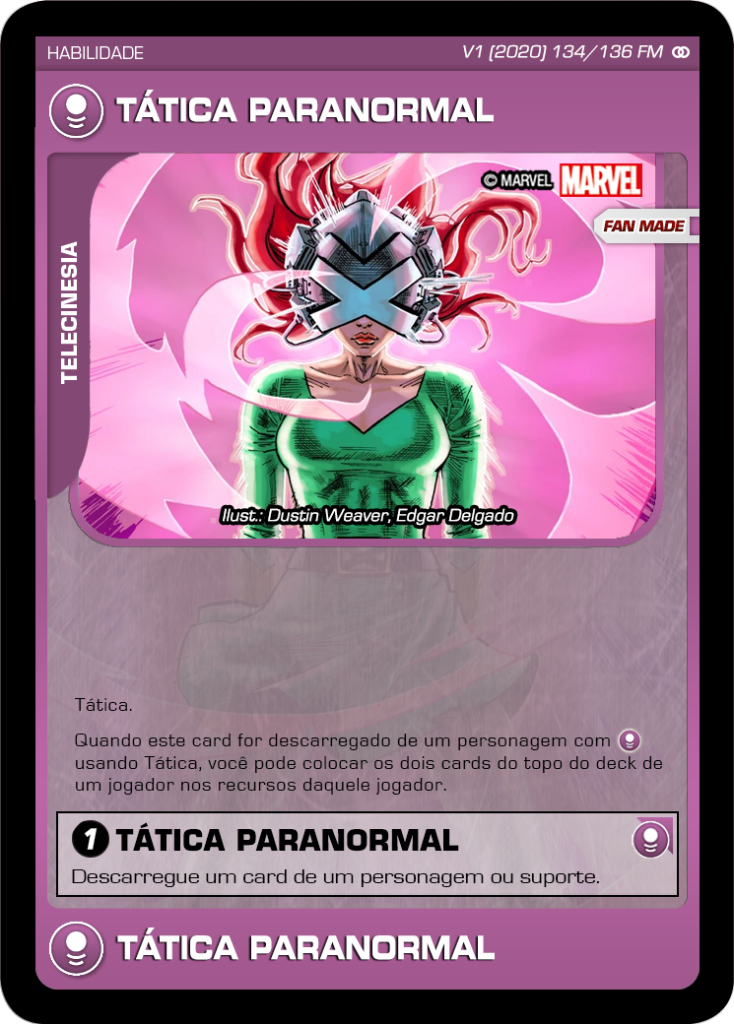 HABILIDADE
V1 (2020) 134/136 FM
TÁTICA PARANORMAL
© MARVEL MARVEL
FAN MADE
TELECINESIA
Ilust.: Dustin Weaver, Edgar Delgado
Tática.
Quando este card for descarregado de um personagem com
usando Tática, você pode colocar os dois cards do topo do deck de
um jogador nos recursos daquele jogador.
1 TÁTICA PARANORMAL
Descarregue um card de um personagem ou suporte.
TÁTICA PARANORMAL